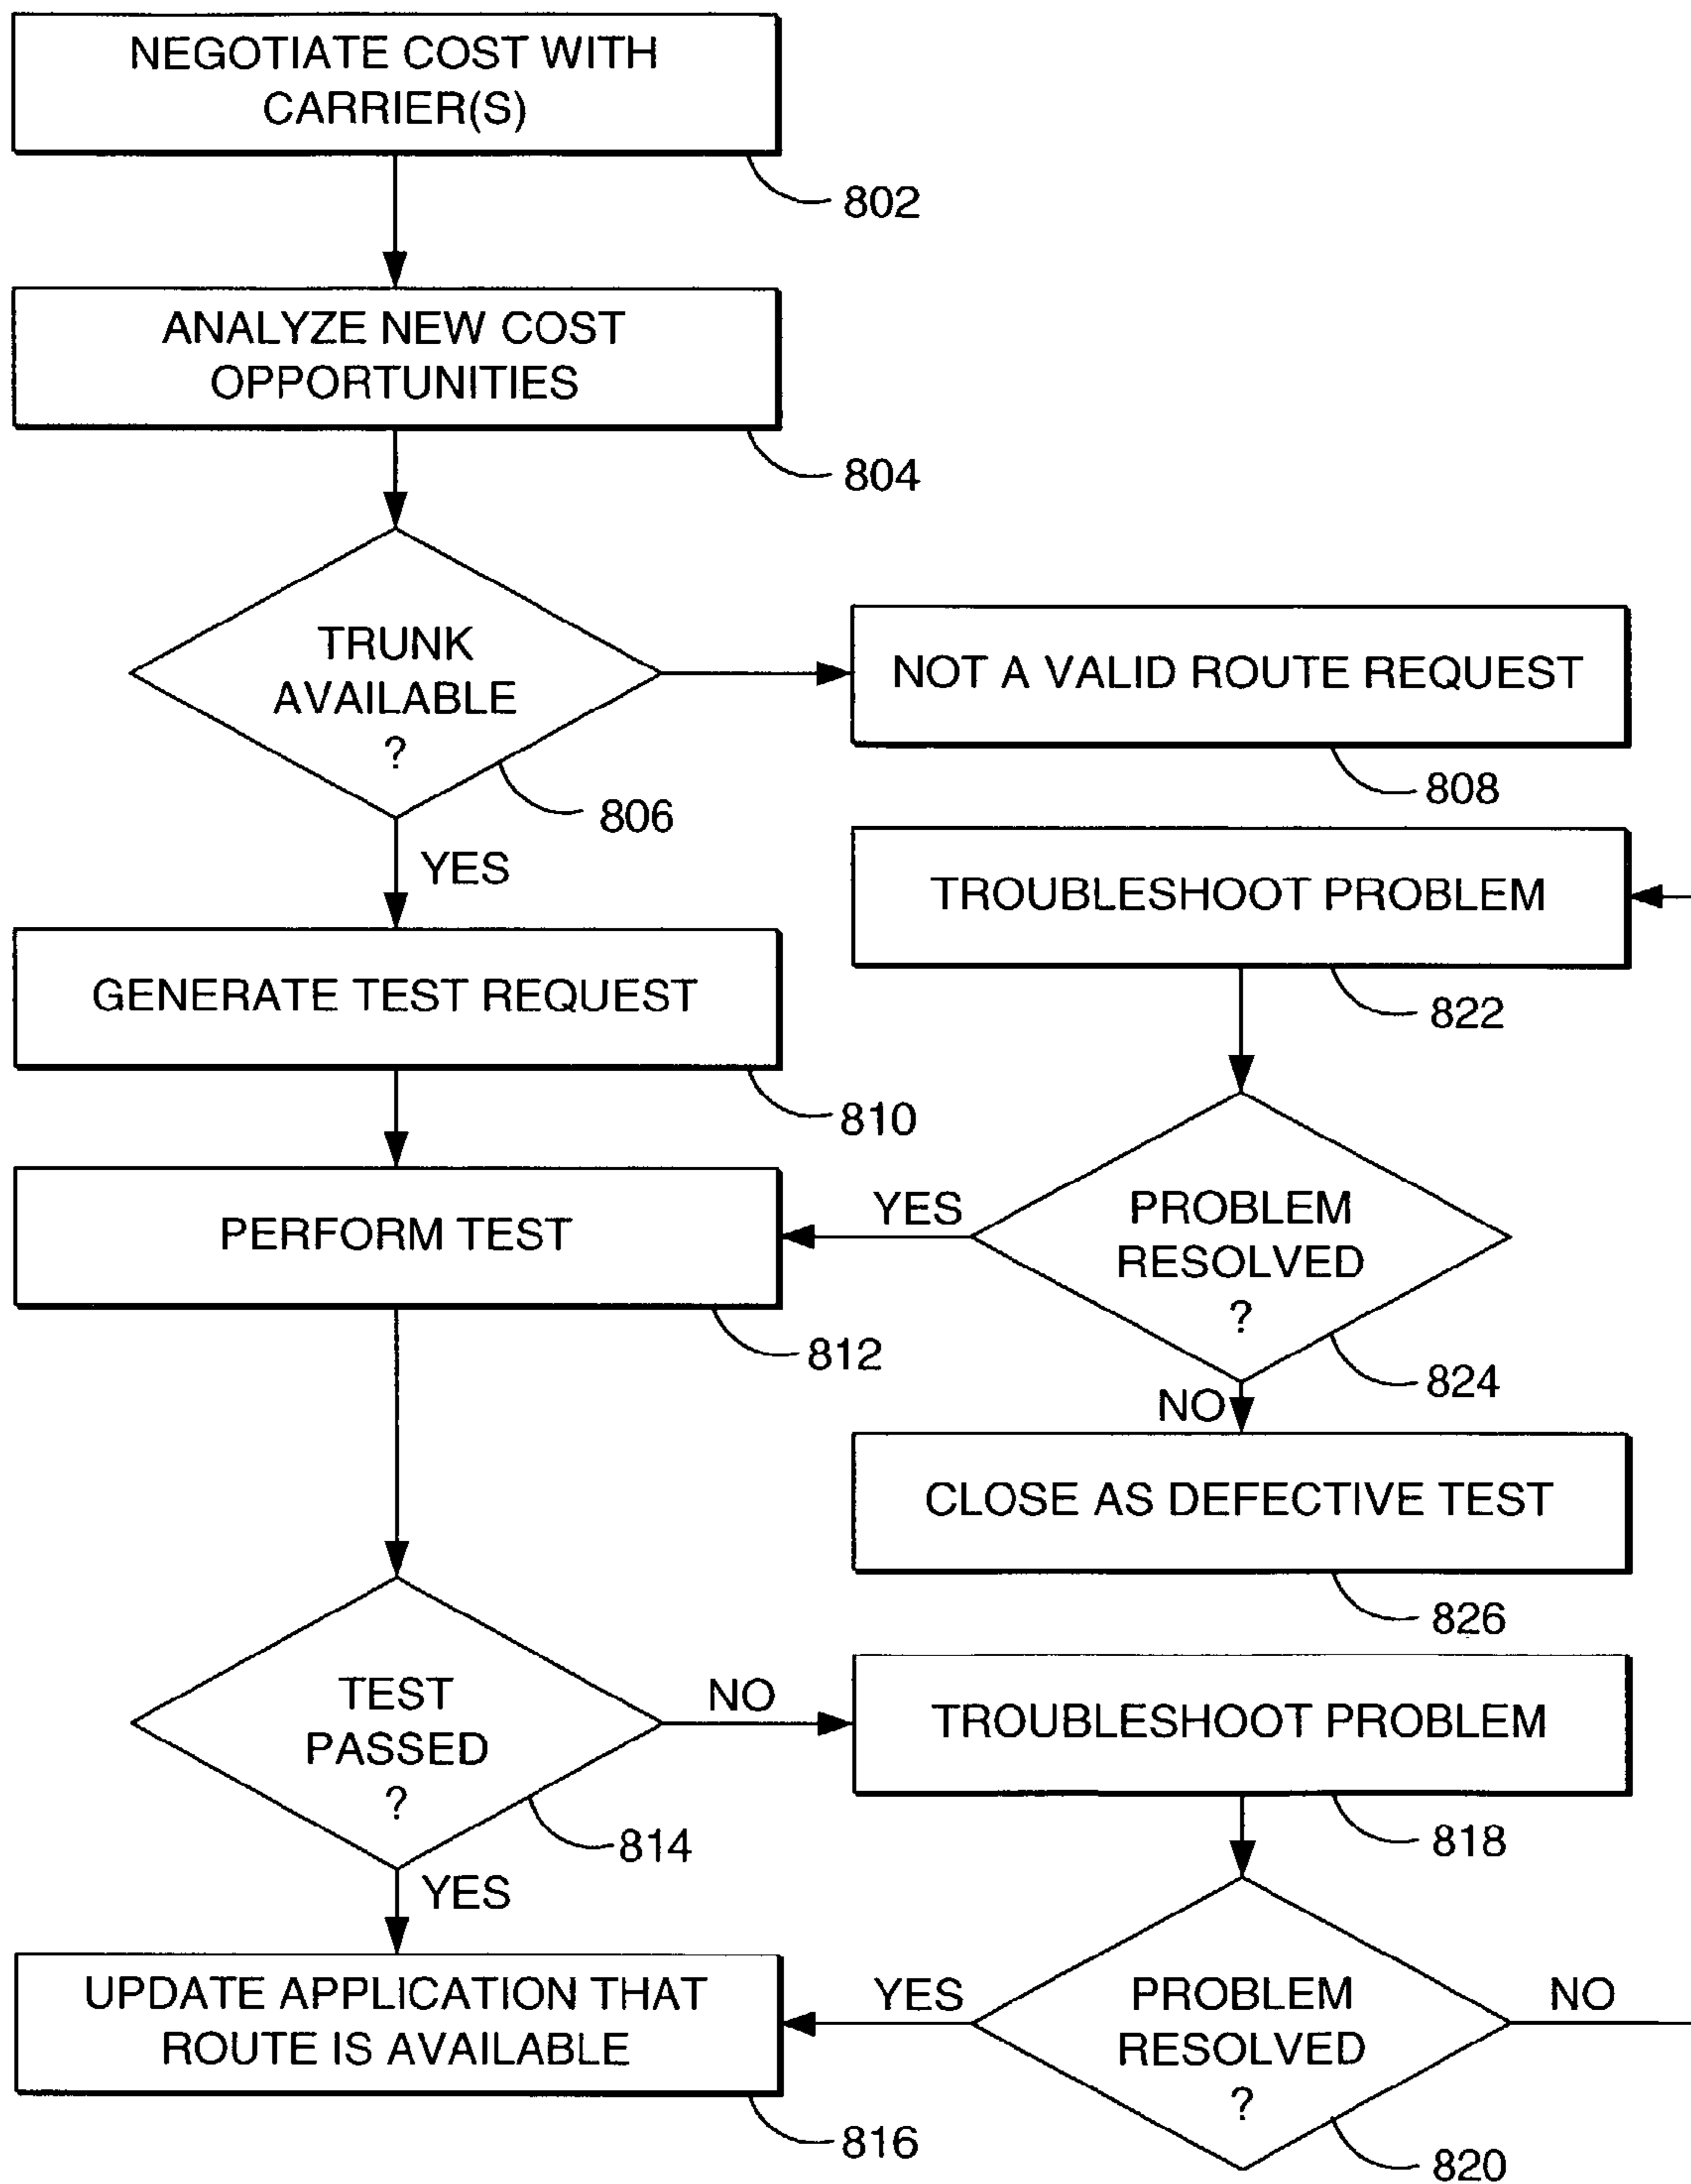 NEGOTIATE COST WITH
CARRIER(S)
802
ANALYZE NEW COST
OPPORTUNITIES
804
TRUNK
AVAILABLE
?
806
NOT A VALID ROUTE REQUEST
808
YES
GENERATE TEST REQUEST
810
TROUBLESHOOT PROBLEM
822
PERFORM TEST
812
YES
PROBLEM
RESOLVED
?
824
NO
CLOSE AS DEFECTIVE TEST
826
TEST
PASSED
?
814
NO
TROUBLESHOOT PROBLEM
818
YES
UPDATE APPLICATION THAT
ROUTE IS AVAILABLE
816
YES
PROBLEM
RESOLVED
?
820
NO